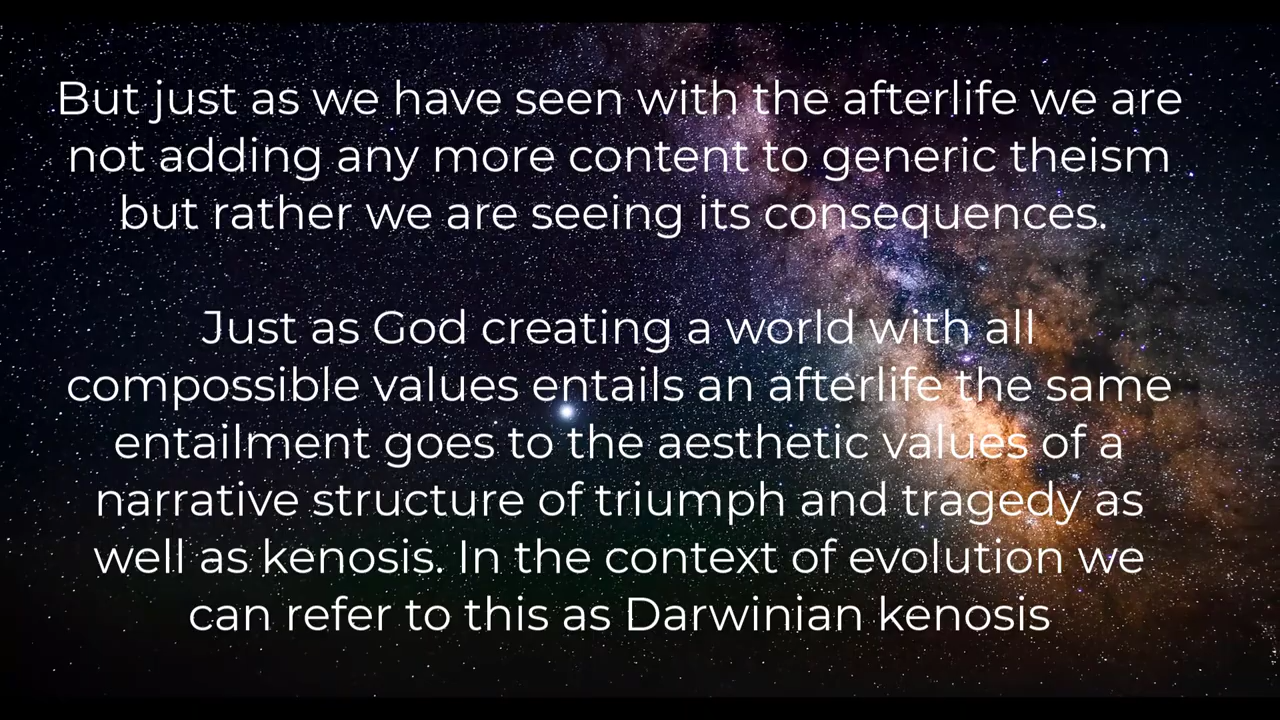 But just as we have seen with the afterlife we are
not adding any more content to generic theism
but rather we are seeing its consequences.
Just as God creating a world with all
compossible values entails an afterlife the same
entailment goes to the aesthetic values of a
narrative structure of triumph and tragedy as
well as kenosis. In the context of evolution we
can refer to this as Darwinian kenosis